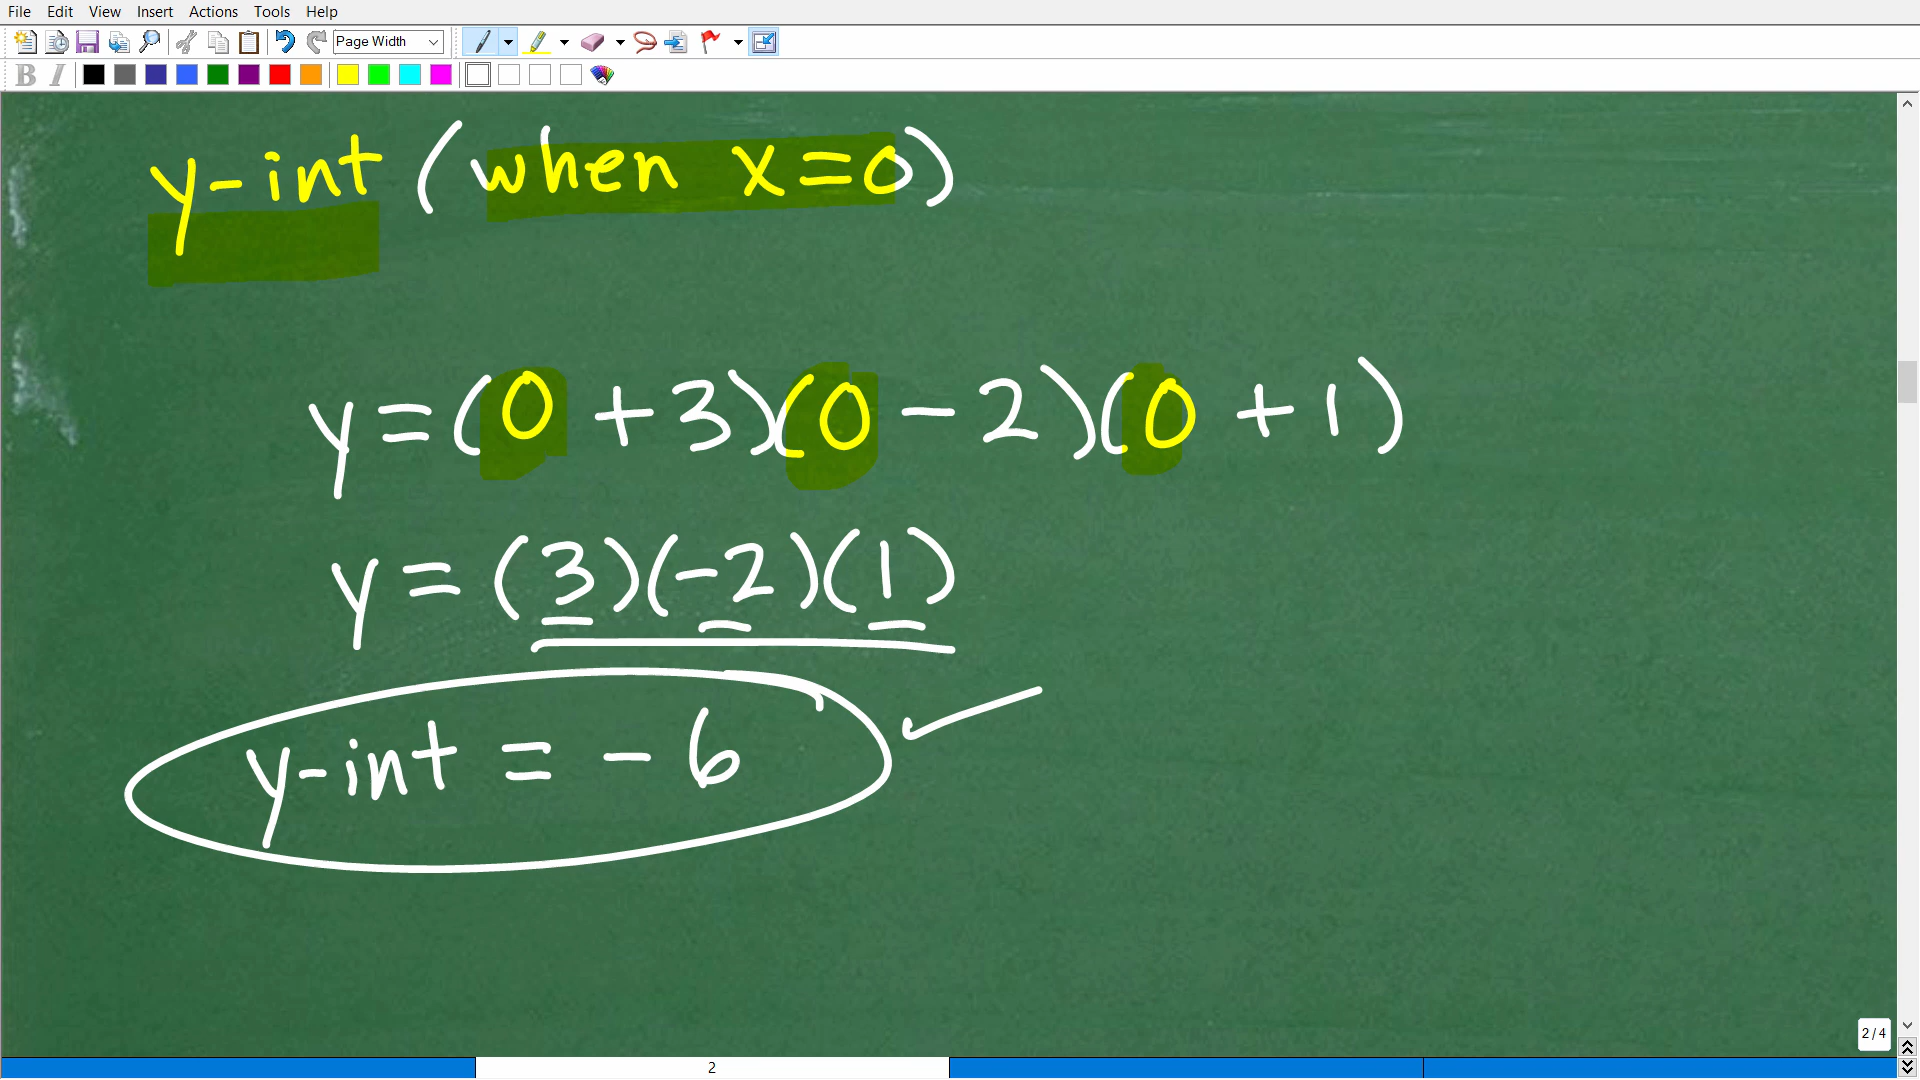 File Edit View Insert Actions Tools Help
Page Width
B I
y-int (when x=0)
y=(0 +3)(0 -2)(0 +1)
y = (3)(-2)(1)
y-int = - 6
2 / 4
2